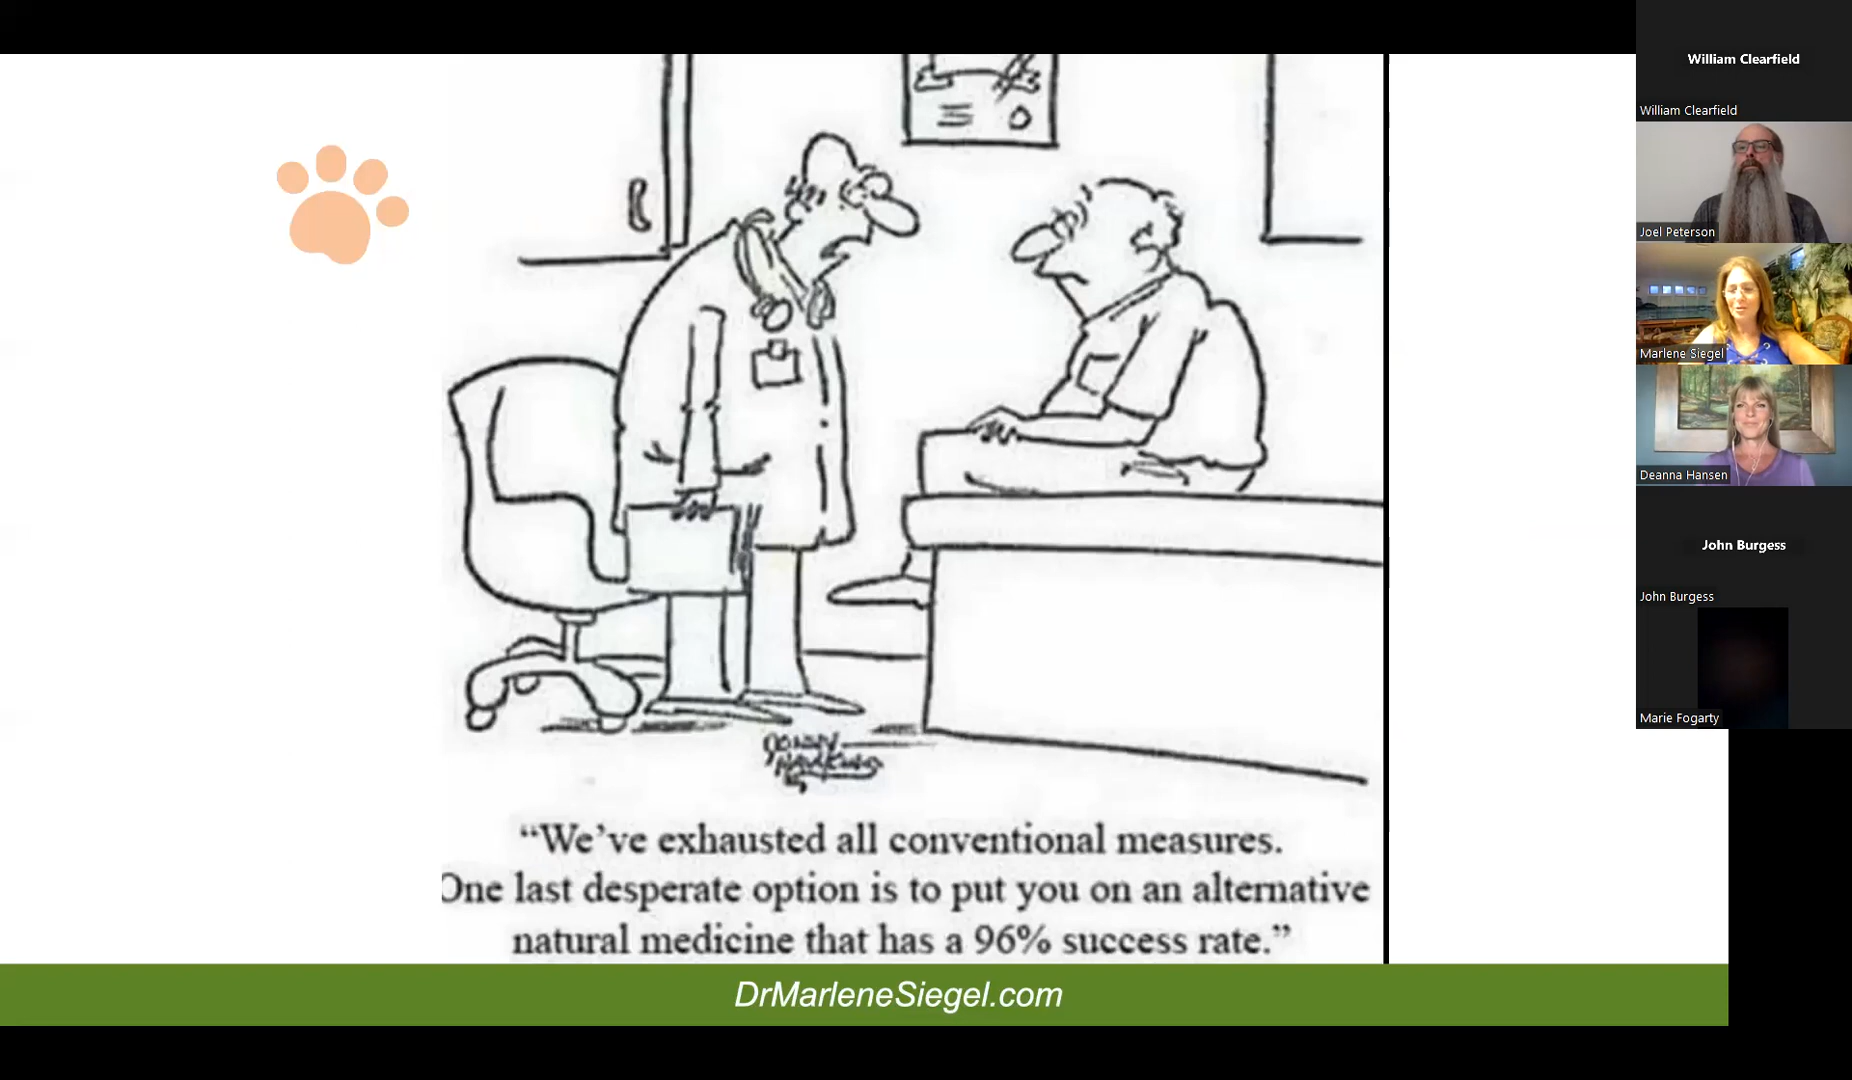 “We’ve exhausted all conventional measures.
One last desperate option is to put you on an alternative
natural medicine that has a 96% success rate.”
DrMarleneSiegel.com
William Clearfield
William Clearfield
Joel Peterson
Marlene Siegel
Deanna Hansen
John Burgess
John Burgess
Marie Fogarty